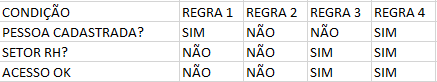 CONDIÇÃO REGRA 1 REGRA 2 REGRA 3 REGRA 4
PESSOA CADASTRADA? SIM NÃO NÃO SIM
SETOR RH? NÃO NÃO SIM SIM
ACESSO OK NÃO NÃO SIM SIM